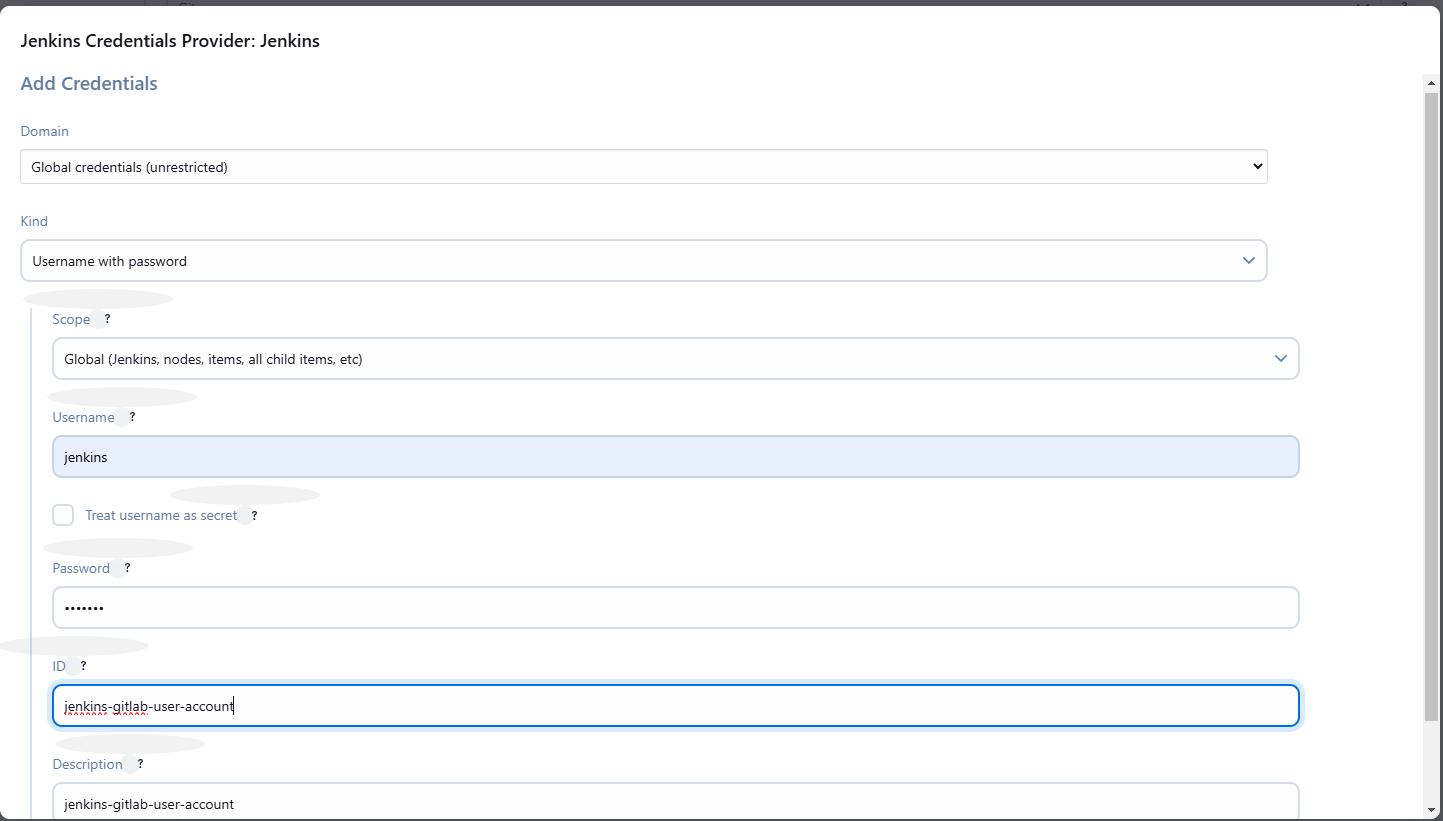 Jenkins Credentials Provider: Jenkins
Add Credentials
Domain
Global credentials (unrestricted)
Kind
Username with password
Scope ?
Global (Jenkins, nodes, items, all child items, etc)
Username ?
jenkins
Treat username as secret ?
Password ?
•••••••
ID ?
jenkins-gitlab-user-account
Description ?
jenkins-gitlab-user-account